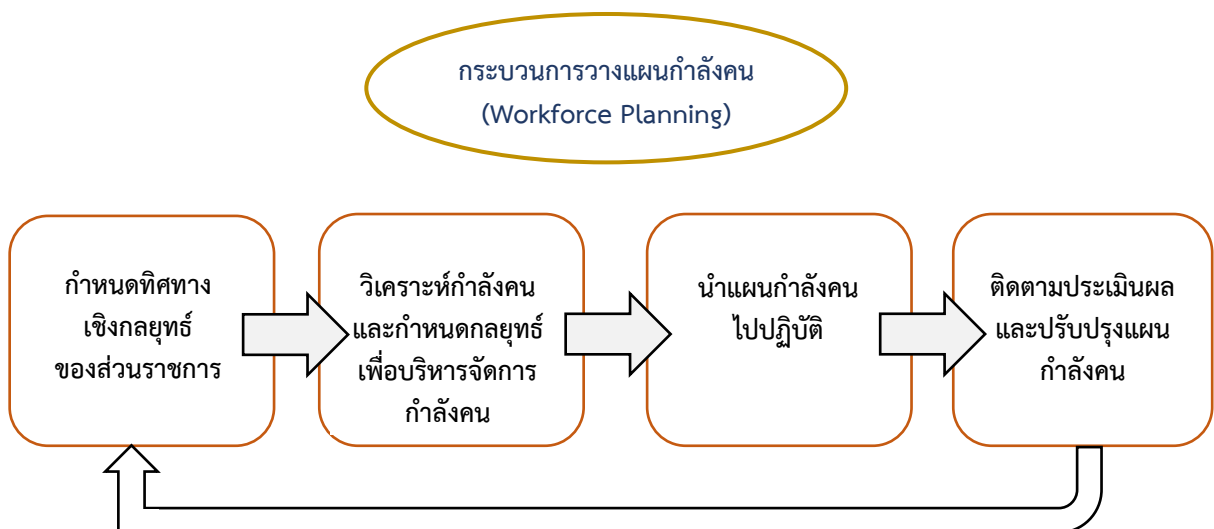 กระบวนการวางแผนกำลังคน
(Workforce Planning)
กำหนดทิศทาง
เชิงกลยุทธ์
ของส่วนราชการ
วิเคราะห์กำลังคน
และกำหนดกลยุทธ์
เพื่อบริหารจัดการ
กำลังคน
นำแผนกำลังคน
ไปปฏิบัติ
ติดตามประเมินผล
และปรับปรุงแผน
กำลังคน